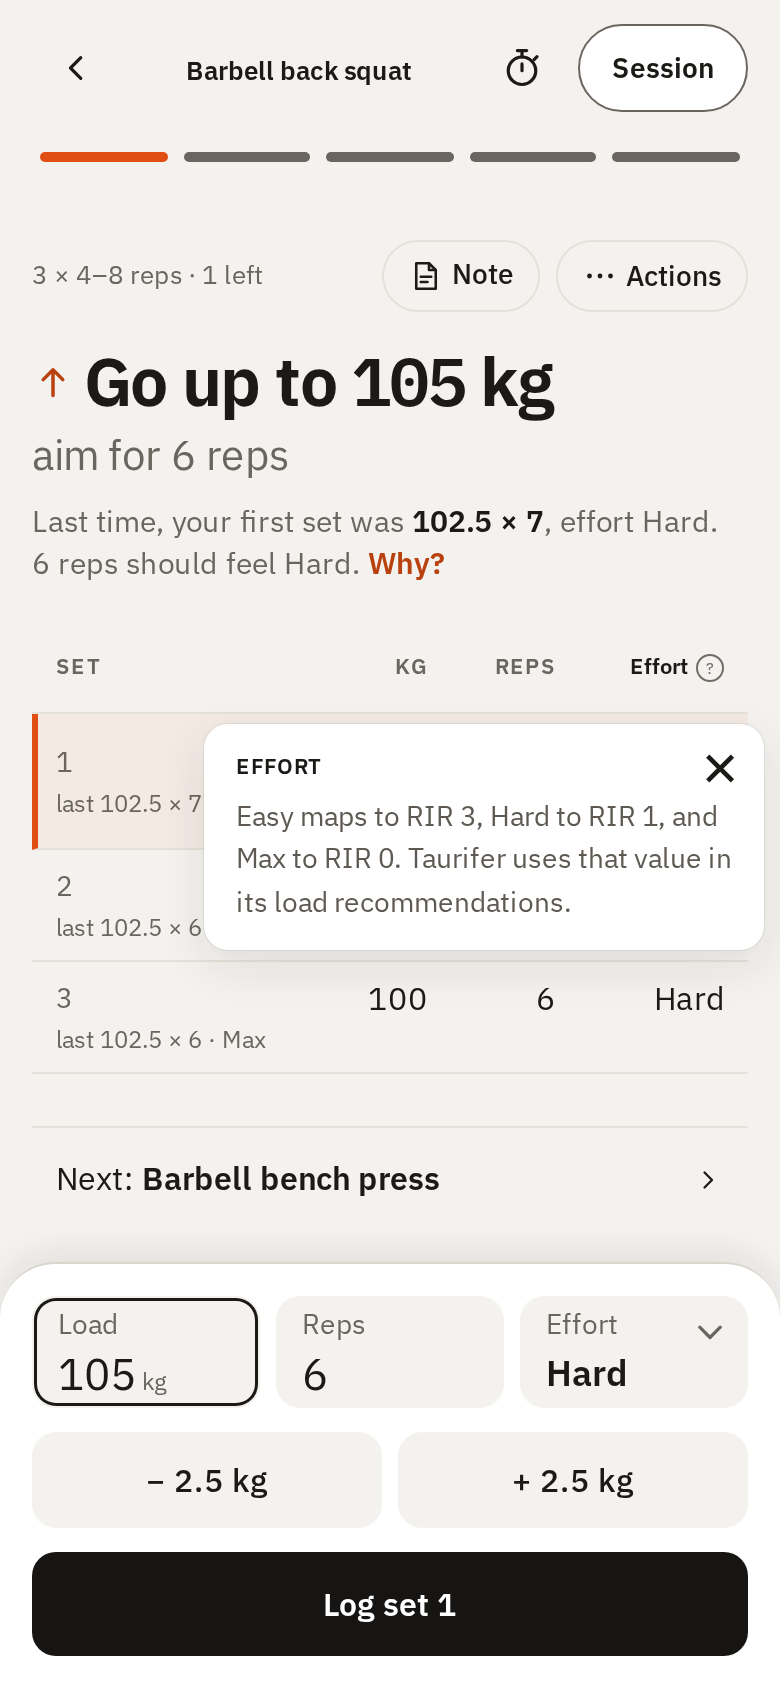 Barbell back squat
Session
3 × 4–8 reps · 1 left
Note
Actions
↑ Go up to 105 kg
aim for 6 reps
Last time, your first set was 102.5 × 7, effort Hard.
6 reps should feel Hard. Why?
SET KG REPS Effort ?
1
last 102.5 × 7
EFFORT
Easy maps to RIR 3, Hard to RIR 1, and
Max to RIR 0. Taurifer uses that value in
its load recommendations.
2
last 102.5 × 6
3 100 6 Hard
last 102.5 × 6 · Max
Next: Barbell bench press
Load
105 kg
Reps
6
Effort
Hard
− 2.5 kg
+ 2.5 kg
Log set 1